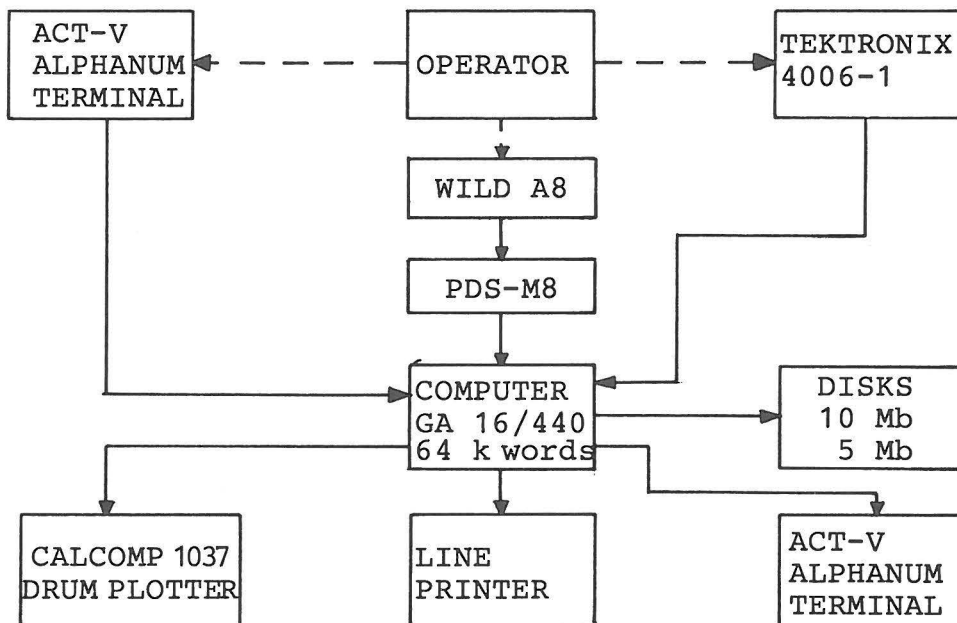 ACT-V
ALPHANUM
TERMINAL
OPERATOR
TEKTRONIX
4006-1
WILD A8
PDS-M8
COMPUTER
GA 16/440
64 k words
DISKS
10 Mb
5 Mb
CALCOMP 1037
DRUM PLOTTER
LINE
PRINTER
ACT-V
ALPHANUM
TERMINAL